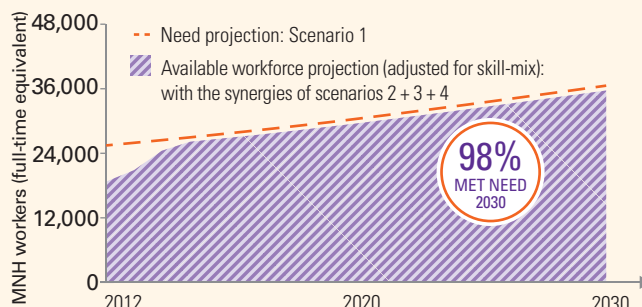 MNH workers (full-time equivalent)
48,000
36,000
24,000
12,000
0
Need projection: Scenario 1
Available workforce projection (adjusted for skill-mix):
with the synergies of scenarios 2 + 3 + 4
98%
MET NEED
2030
2012
2020
2030